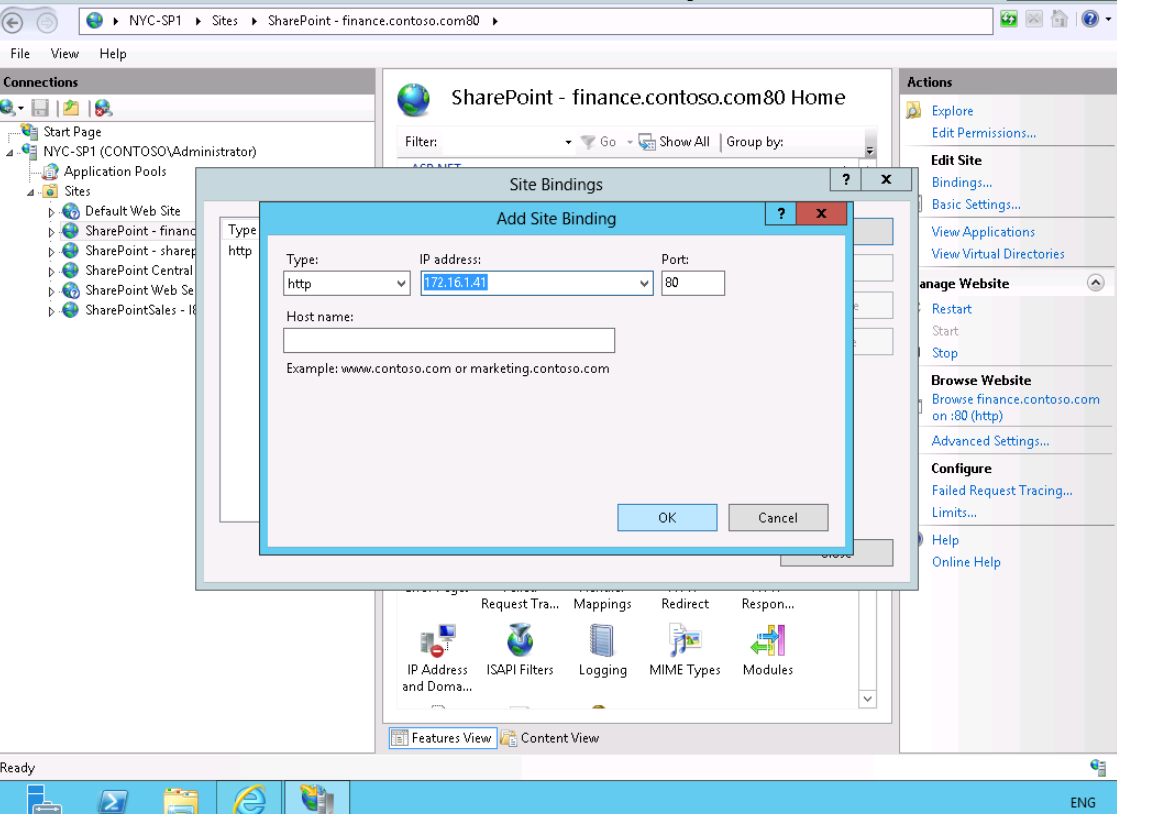 NYC-SP1 Sites SharePoint - finance.contoso.com80
File View Help
Connections
Start Page
NYC-SP1 (CONTOSO\Administrator)
Application Pools
Sites
Default Web Site
SharePoint - financ
SharePoint - sharep
SharePoint Central
SharePoint Web Se
SharePointSales - I8
SharePoint - finance.contoso.com80 Home
Filter: Go Show All Group by:
ASP.NET
Site Bindings
Type
http
Add Site Binding
Type: IP address: Port:
http 172.16.1.41 80
Host name:
Example: www.contoso.com or marketing.contoso.com
OK Cancel
Close
Request Tra... Mappings Redirect Respon...
IP Address and Doma...
ISAPI Filters
Logging
MIME Types
Modules
Features View Content View
Actions
Explore
Edit Permissions...
Edit Site
Bindings...
Basic Settings...
View Applications
View Virtual Directories
anage Website
Restart
Start
Stop
Browse Website
Browse finance.contoso.com
on :80 (http)
Advanced Settings...
Configure
Failed Request Tracing...
Limits...
Help
Online Help
Ready
ENG